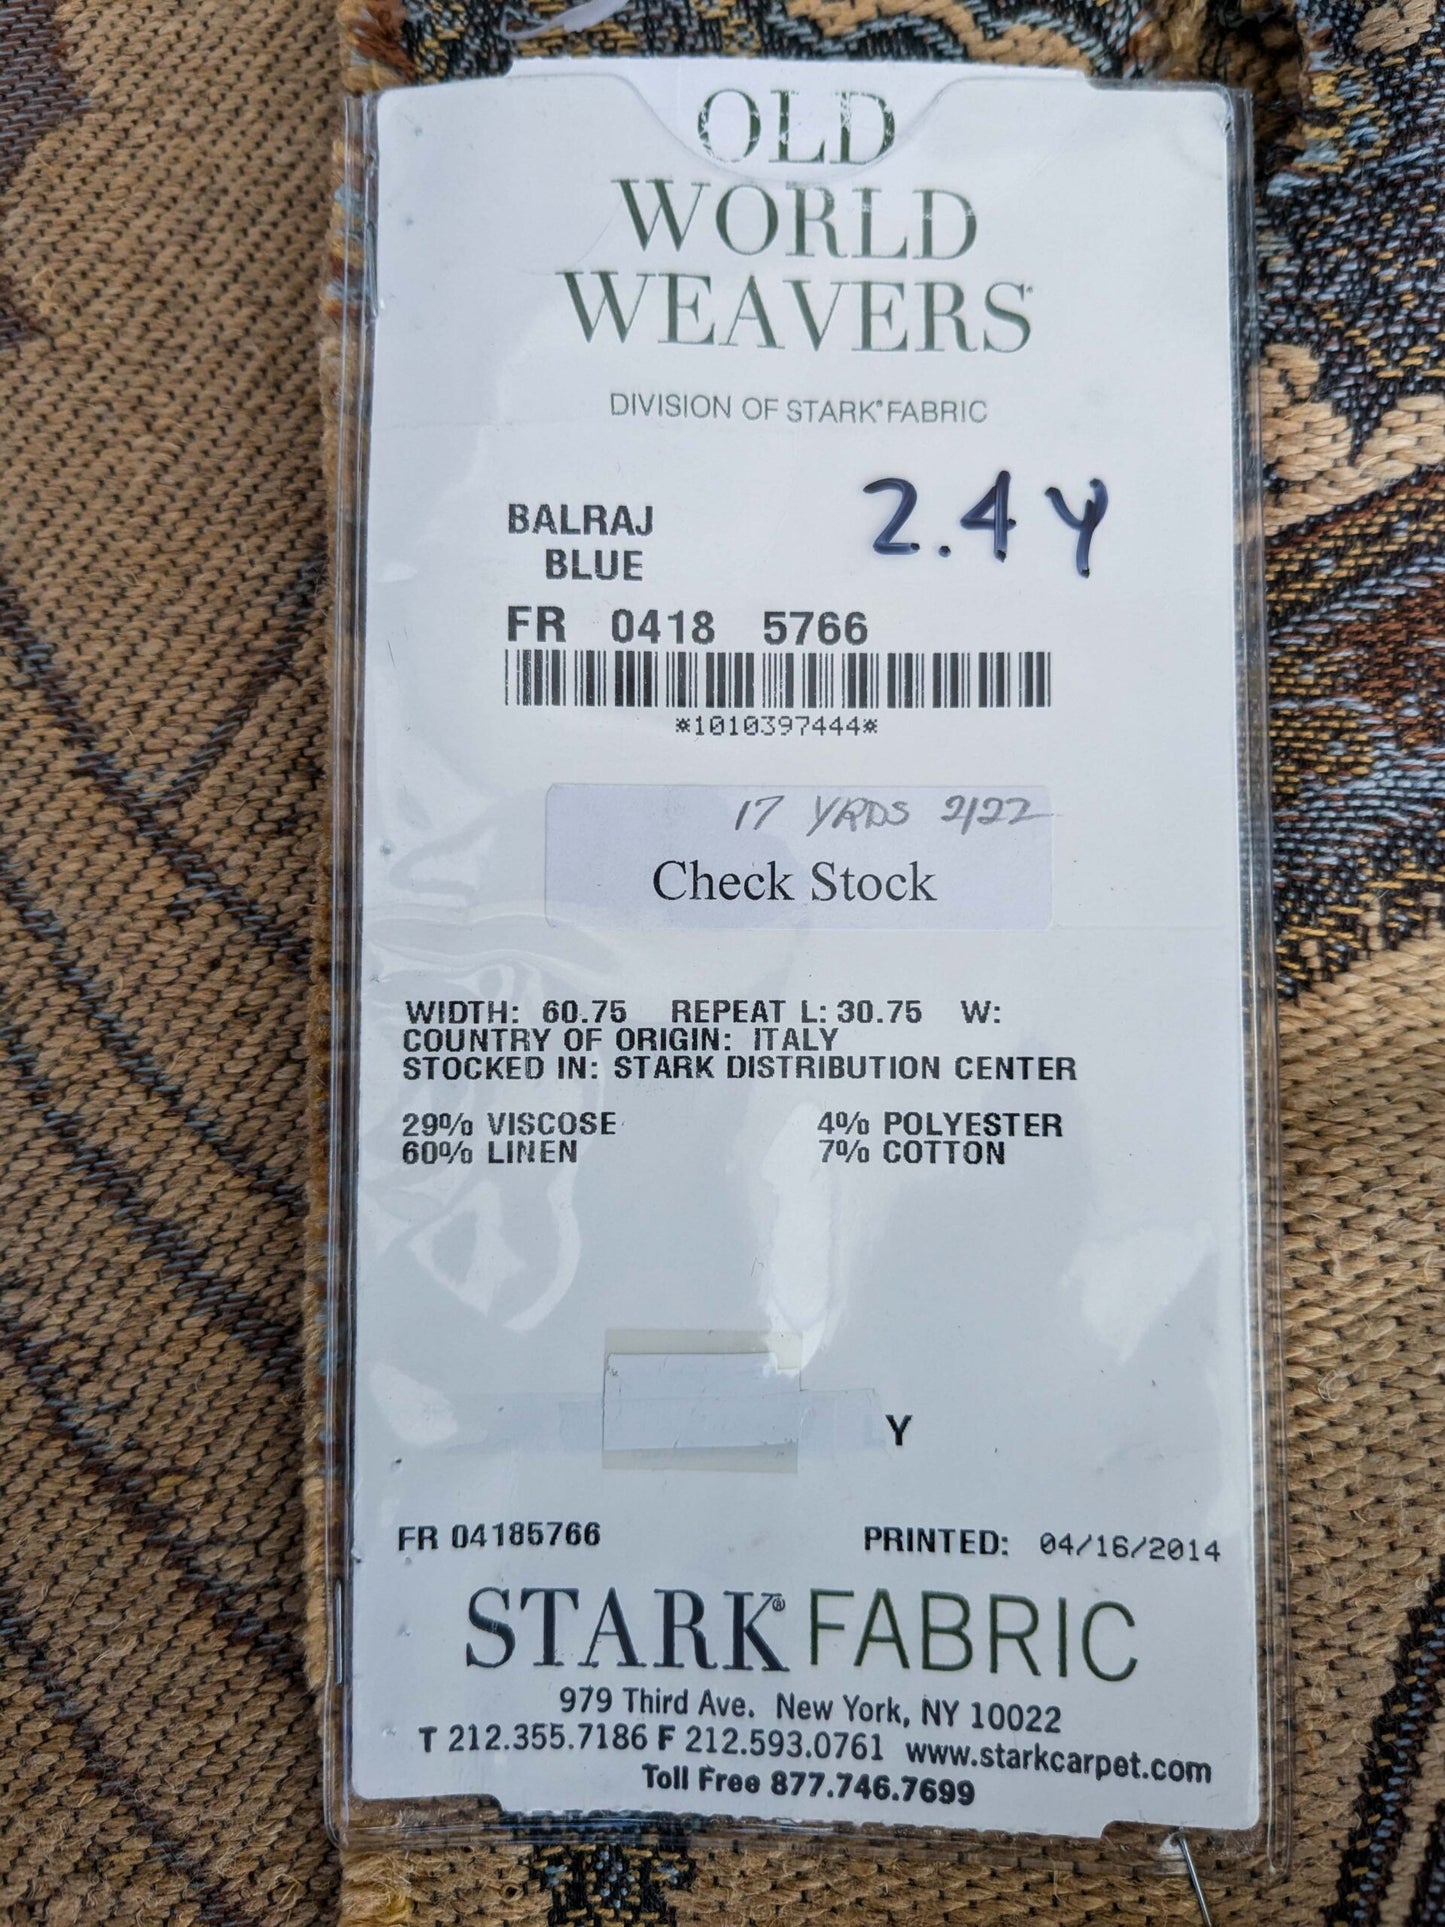 OLD
WORLD
WEAVERS®
DIVISION OF STARK® FABRIC
2.4 Y
BALRAJ
BLUE
FR 0418 5766
*1010397444*
17 YRDS 2/22
Check Stock
WIDTH: 60.75 REPEAT L: 30.75 W:
COUNTRY OF ORIGIN: ITALY
STOCKED IN: STARK DISTRIBUTION CENTER
29% VISCOSE 4% POLYESTER
60% LINEN 7% COTTON
Y
FR 04185766 PRINTED: 04/16/2014
STARK® FABRIC
979 Third Ave. New York, NY 10022
T 212.355.7186 F 212.593.0761 www.starkcarpet.com
Toll Free 877.746.7699